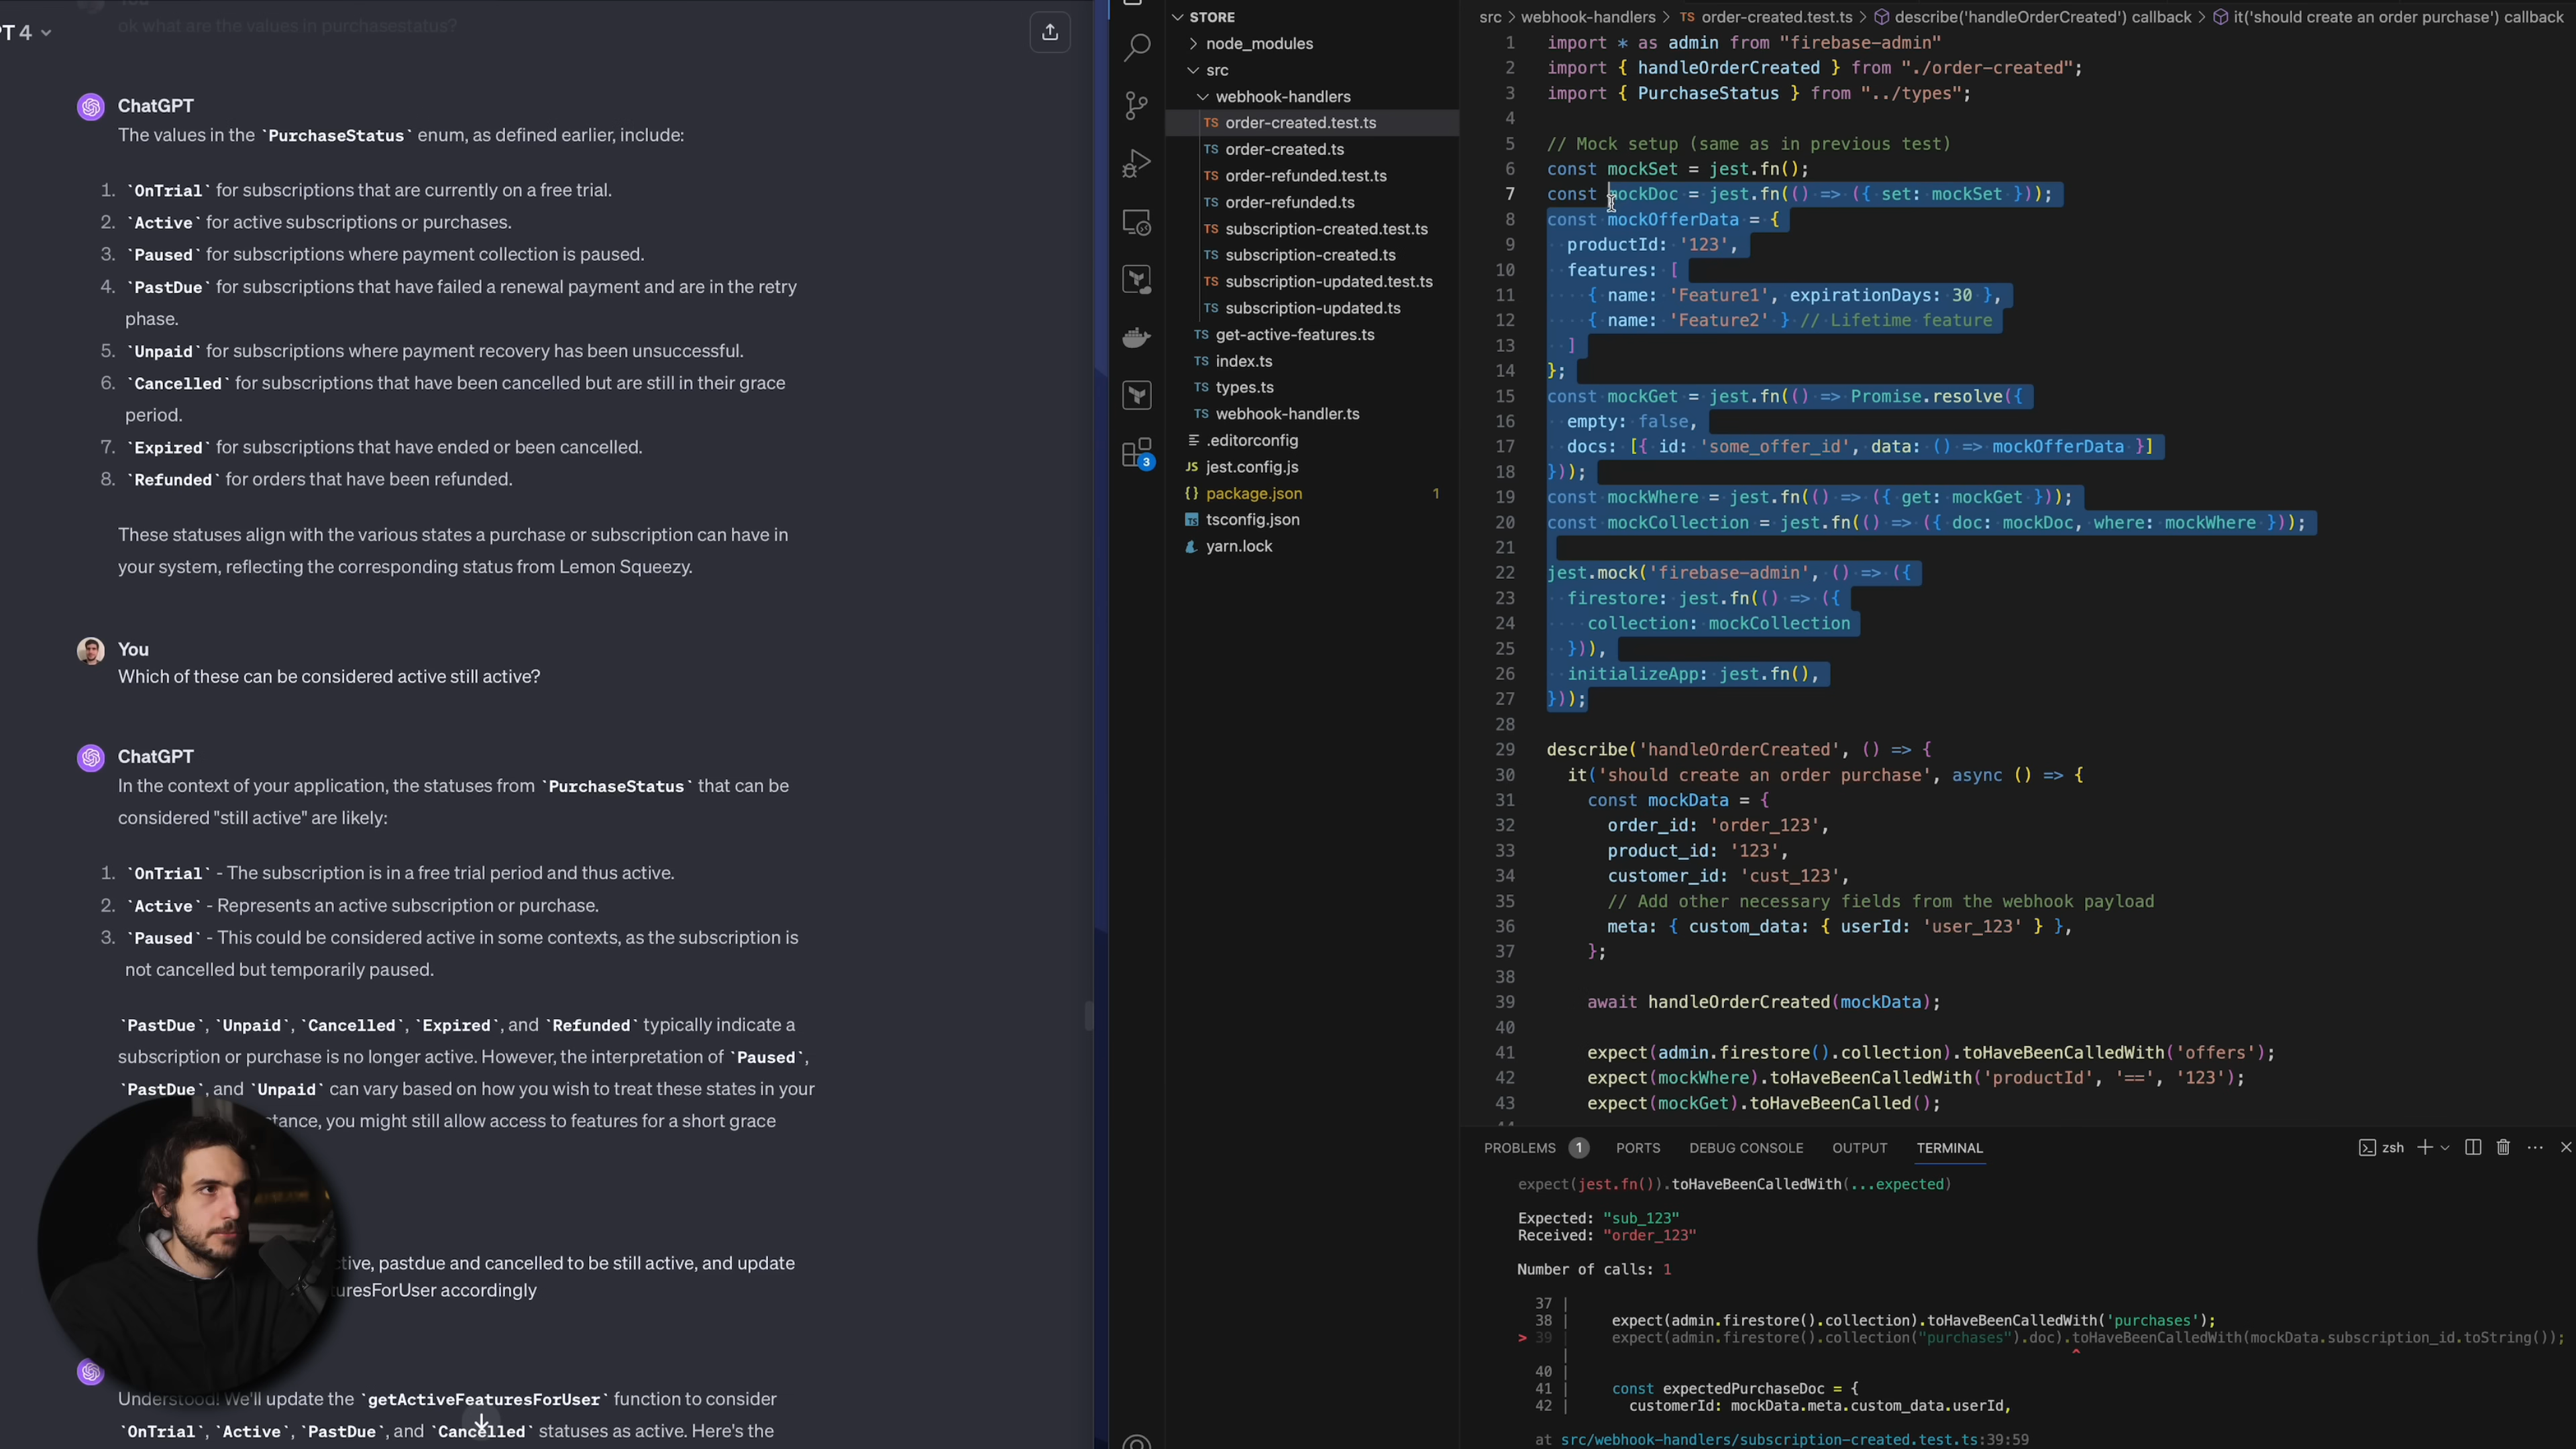 You
ok what are the values in purchasestatus?
T 4
ChatGPT
The values in the `PurchaseStatus` enum, as defined earlier, include:
1. `OnTrial` for subscriptions that are currently on a free trial.
2. `Active` for active subscriptions or purchases.
3. `Paused` for subscriptions where payment collection is paused.
4. `PastDue` for subscriptions that have failed a renewal payment and are in the retry
phase.
5. `Unpaid` for subscriptions where payment recovery has been unsuccessful.
6. `Cancelled` for subscriptions that have been cancelled but are still in their grace
period.
7. `Expired` for subscriptions that have ended or been cancelled.
8. `Refunded` for orders that have been refunded.
These statuses align with the various states a purchase or subscription can have in
your system, reflecting the corresponding status from Lemon Squeezy.
You
Which of these can be considered active still active?
ChatGPT
In the context of your application, the statuses from `PurchaseStatus` that can be
considered "still active" are likely:
1. `OnTrial` - The subscription is in a free trial period and thus active.
2. `Active` - Represents an active subscription or purchase.
3. `Paused` - This could be considered active in some contexts, as the subscription is
not cancelled but temporarily paused.
`PastDue`, `Unpaid`, `Cancelled`, `Expired`, and `Refunded` typically indicate a
subscription or purchase is no longer active. However, the interpretation of `Paused`,
`PastDue`, and `Unpaid` can vary based on how you wish to treat these states in your
tance, you might still allow access to features for a short grace
ctive, pastdue and cancelled to be still active, and update
turesForUser accordingly
Understood! We'll update the `getActiveFeaturesForUser` function to consider
`OnTrial`, `Active`, `PastDue`, and `Cancelled` statuses as active. Here's the
STORE
node_modules
src
webhook-handlers
TS order-created.test.ts
TS order-created.ts
TS order-refunded.test.ts
TS order-refunded.ts
TS subscription-created.test.ts
TS subscription-created.ts
TS subscription-updated.test.ts
TS subscription-updated.ts
TS get-active-features.ts
TS index.ts
TS types.ts
TS webhook-handler.ts
.editorconfig
JS jest.config.js
{} package.json 1
TS tsconfig.json
yarn.lock
3
src > webhook-handlers > TS order-created.test.ts > describe('handleOrderCreated') callback > it('should create an order purchase') callback
1 import * as admin from "firebase-admin"
2 import { handleOrderCreated } from "./order-created";
3 import { PurchaseStatus } from "../types";
4
5 // Mock setup (same as in previous test)
6 const mockSet = jest.fn();
7 const mockDoc = jest.fn(() => ({ set: mockSet }));
8 const mockOfferData = {
9 productId: '123',
10 features: [
11 { name: 'Feature1', expirationDays: 30 },
12 { name: 'Feature2' } // Lifetime feature
13 ]
14 };
15 const mockGet = jest.fn(() => Promise.resolve({
16 empty: false,
17 docs: [{ id: 'some_offer_id', data: () => mockOfferData }]
18 }));
19 const mockWhere = jest.fn(() => ({ get: mockGet }));
20 const mockCollection = jest.fn(() => ({ doc: mockDoc, where: mockWhere }));
21
22 jest.mock('firebase-admin', () => ({
23 firestore: jest.fn(() => ({
24 collection: mockCollection
25 })),
26 initializeApp: jest.fn(),
27 }));
28
29 describe('handleOrderCreated', () => {
30 it('should create an order purchase', async () => {
31 const mockData = {
32 order_id: 'order_123',
33 product_id: '123',
34 customer_id: 'cust_123',
35 // Add other necessary fields from the webhook payload
36 meta: { custom_data: { userId: 'user_123' } },
37 };
38
39 await handleOrderCreated(mockData);
40
41 expect(admin.firestore().collection).toHaveBeenCalledWith('offers');
42 expect(mockWhere).toHaveBeenCalledWith('productId', '==', '123');
43 expect(mockGet).toHaveBeenCalled();
PROBLEMS 1 PORTS DEBUG CONSOLE OUTPUT TERMINAL zsh
expect(jest.fn()).toHaveBeenCalledWith(...expected)
Expected: "sub_123"
Received: "order_123"
Number of calls: 1
37 |
38 | expect(admin.firestore().collection).toHaveBeenCalledWith('purchases');
> 39 | expect(admin.firestore().collection("purchases").doc).toHaveBeenCalledWith(mockData.subscription_id.toString());
| ^
40 |
41 | const expectedPurchaseDoc = {
42 | customerId: mockData.meta.custom_data.userId,
at src/webhook-handlers/subscription-created.test.ts:39:59